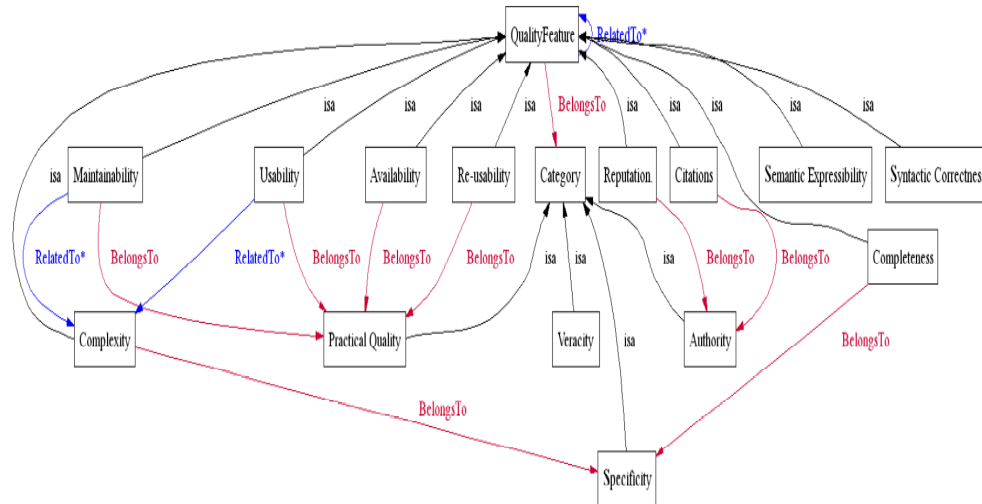 QualityFeature
RelatedTo*
isa
isa
isa
isa
BelongsTo
isa
isa
isa
isa
isa
isa
Maintainability
Usability
Availability
Re-usability
Category
Reputation
Citations
Semantic Expressibility
Syntactic Correctness
RelatedTo*
BelongsTo
RelatedTo*
BelongsTo
BelongsTo
BelongsTo
isa
isa
isa
BelongsTo
BelongsTo
Completeness
Complexity
Practical Quality
Veracity
isa
Authority
BelongsTo
BelongsTo
Specificity